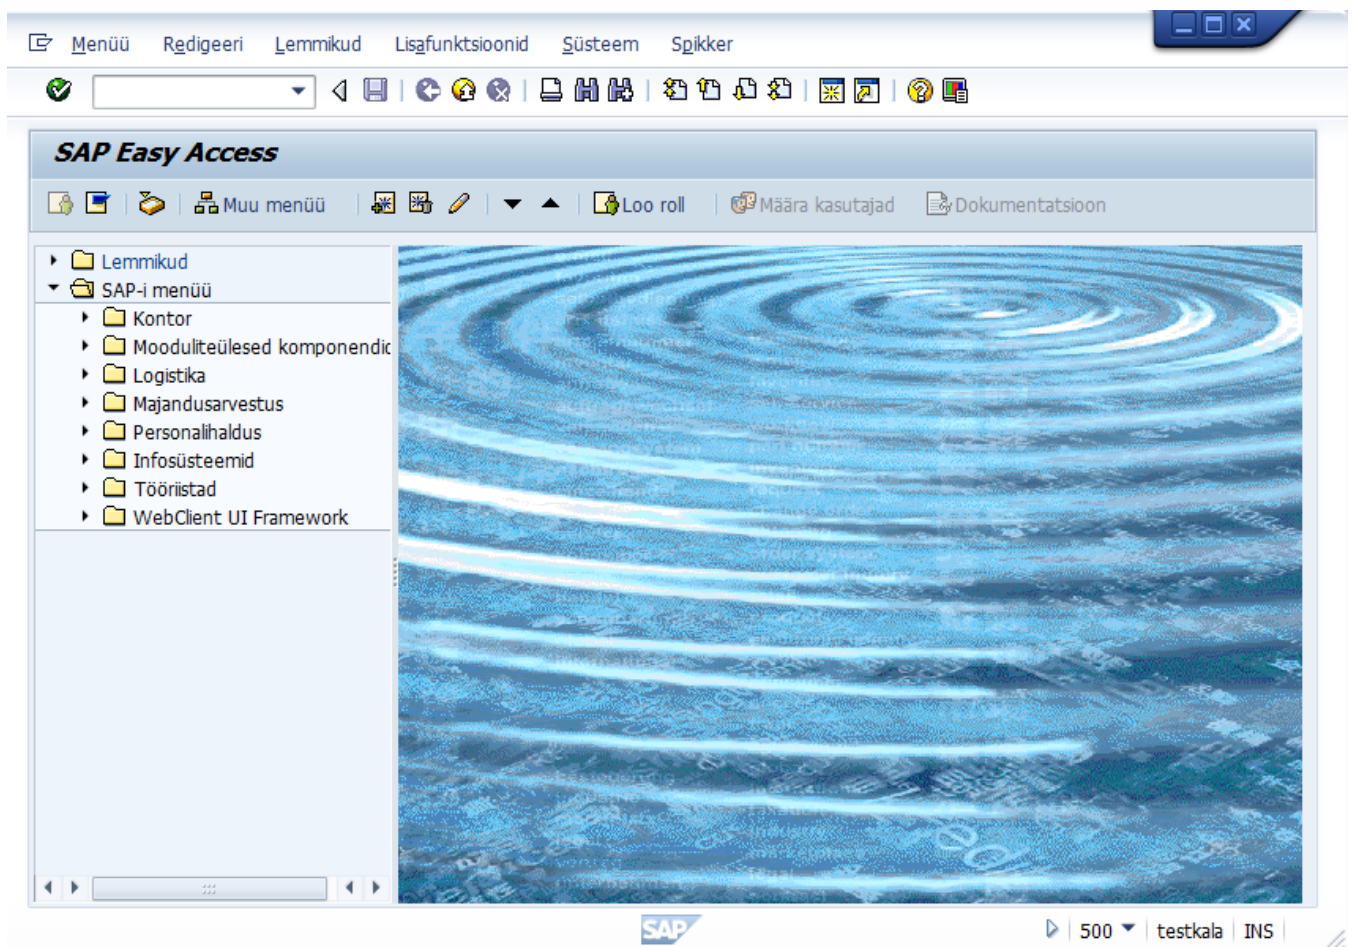 Menüü Redigeeri Lemmikud Lisafunktsioonid Süsteem Spikker
SAP Easy Access
Muu menüü Loo roll Määra kasutajad Dokumentatsioon
Lemmikud
SAP-i menüü
Kontor
Mooduliteülesed komponendic
Logistika
Majandusarvestus
Personalihaldus
Infosüsteemid
Tööriistad
WebClient UI Framework
SAP 500 testkala INS